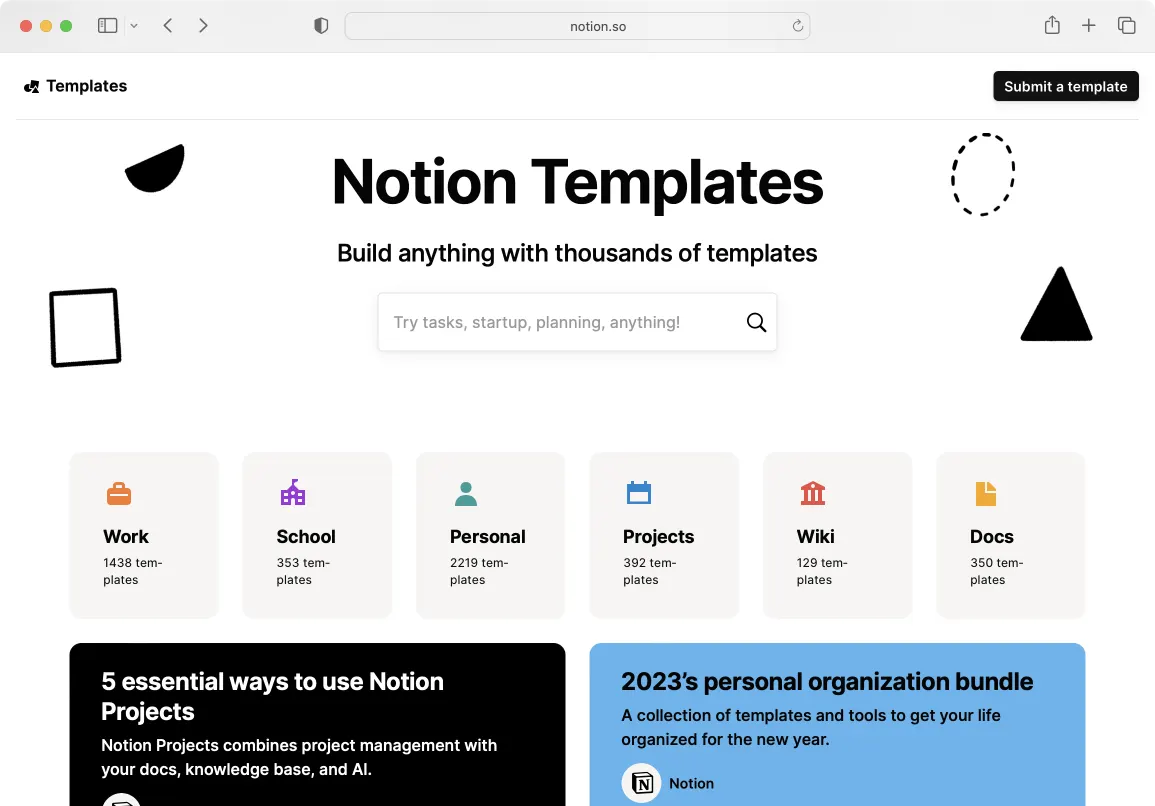 notion.so
Templates
Submit a template
Notion Templates
Build anything with thousands of templates
Try tasks, startup, planning, anything!
Work
1438 tem-
plates
School
353 tem-
plates
Personal
2219 tem-
plates
Projects
392 tem-
plates
Wiki
129 tem-
plates
Docs
350 tem-
plates
5 essential ways to use Notion
Projects
Notion Projects combines project management with
your docs, knowledge base, and AI.
2023’s personal organization bundle
A collection of templates and tools to get your life
organized for the new year.
N
Notion